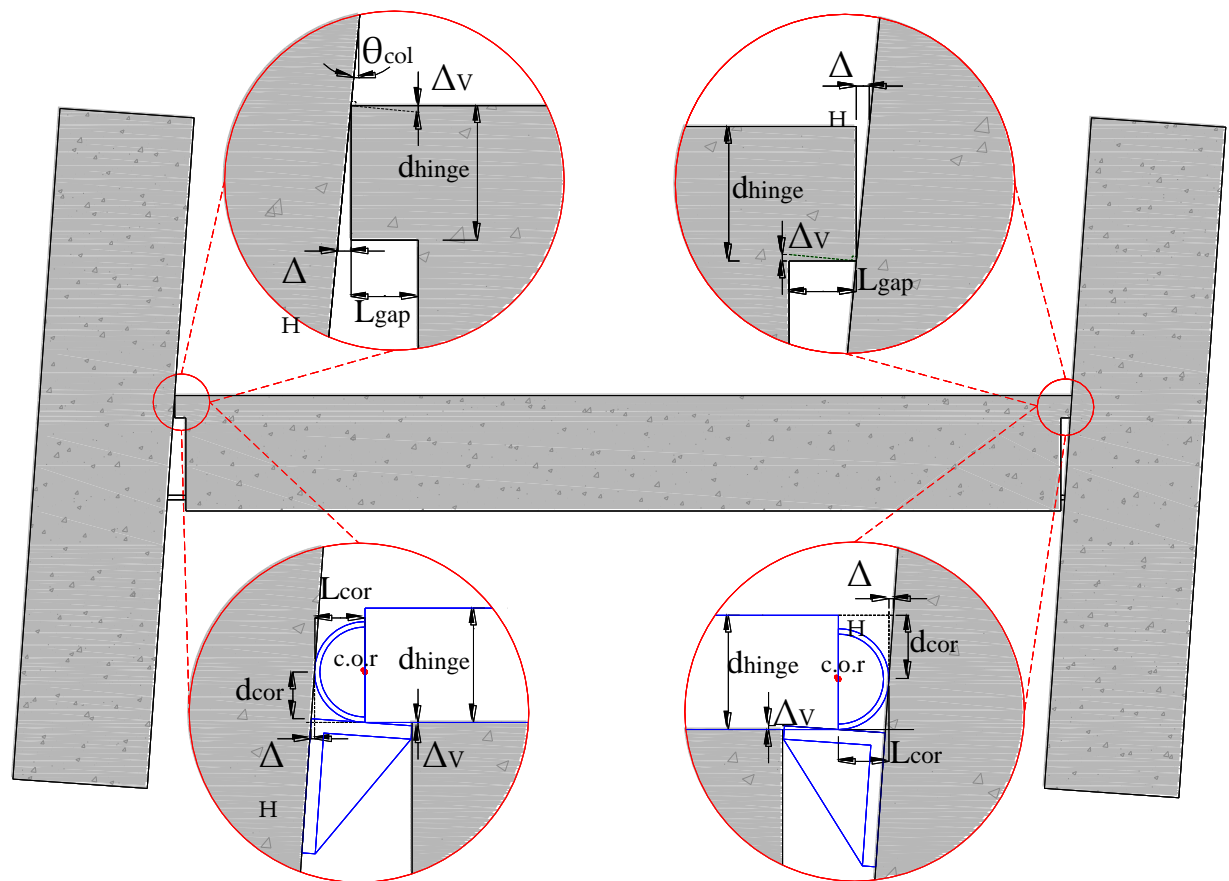 θcol
ΔV
dhinge
Δ
H
Lgap
Δ
H
dhinge
ΔV
Lgap
Lcor
c.o.r
dhinge
dcor
Δ
H
ΔV
Δ
H
dcor
dhinge
c.o.r
ΔV
Lcor